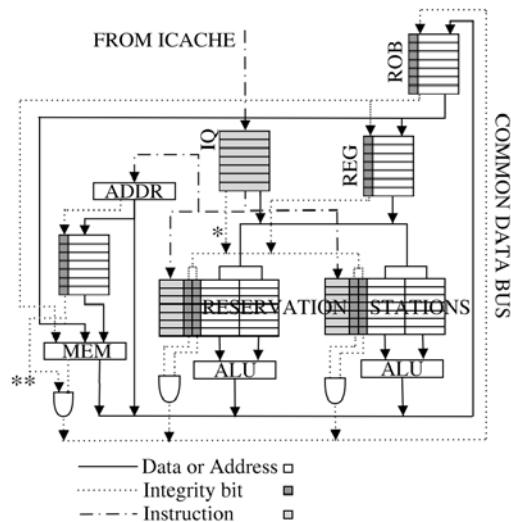 FROM ICACHE
ROB
IQ
REG
COMMON DATA BUS
ADDR
*
RESERVATION STATIONS
MEM
ALU
ALU
**
Data or Address
Integrity bit
Instruction